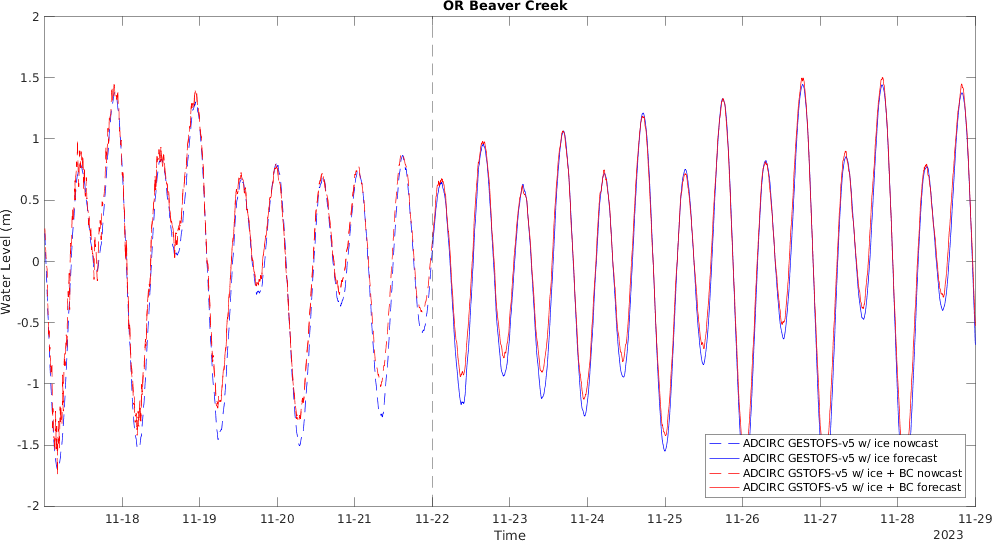 OR Beaver Creek
2
1.5
1
0.5
0
-0.5
-1
-1.5
-2
Water Level (m)
11-18 11-19 11-20 11-21 11-22 11-23 11-24 11-25 11-26 11-27 11-28 11-29
Time
2023
ADCIRC GESTOFS-v5 w/ ice nowcast
ADCIRC GESTOFS-v5 w/ ice forecast
ADCIRC GSTOFS-v5 w/ ice + BC nowcast
ADCIRC GSTOFS-v5 w/ ice + BC forecast